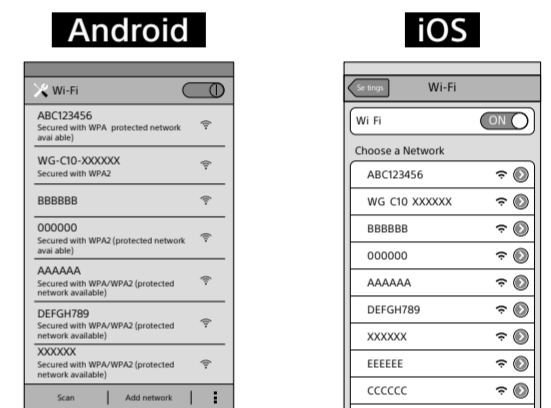 Android
Wi-Fi
ABC123456
Secured with WPA protected network
avai able)
WG-C10-XXXXXX
Secured with WPA2
BBBBBB
000000
Secured with WPA2 (protected network
avai able)
AAAAAA
Secured with WPA/WPA2 (protected
network available)
DEFGH789
Secured with WPA/WPA2 (protected
network available)
XXXXXX
Secured with WPA/WPA2 (protected
network available)
Scan
Add network
iOS
Se tings
Wi-Fi
Wi Fi
ON
Choose a Network
ABC123456
WG C10 XXXXXX
BBBBBB
000000
AAAAAA
DEFGH789
XXXXXX
EEEEEE
CCCCCC